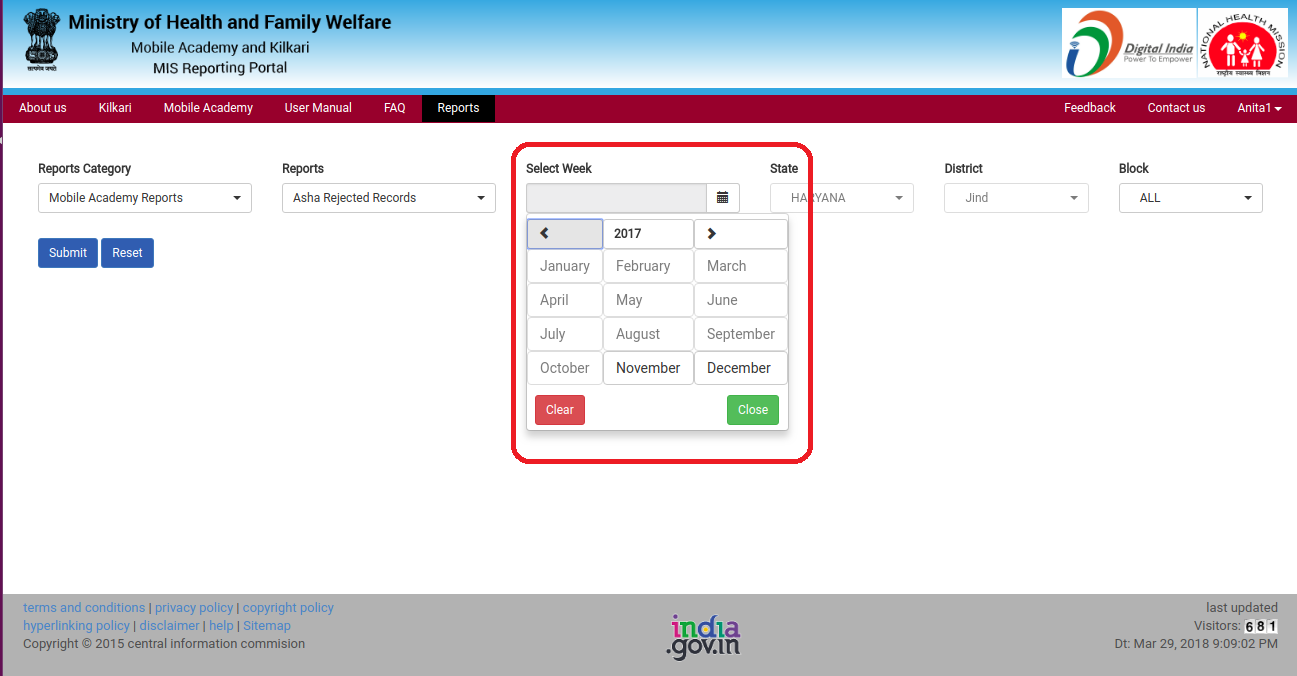 Ministry of Health and Family Welfare
Mobile Academy and Kilkari
MIS Reporting Portal
सत्यमेव जयते
Digital India
Power To Empower
NATIONAL HEALTH MISSION
राष्ट्रीय स्वास्थ्य मिशन
About us Kilkari Mobile Academy User Manual FAQ Reports Feedback Contact us Anita1
Reports Category Reports Select Week State District Block
Mobile Academy Reports Asha Rejected Records HARYANA Jind ALL
Submit Reset
2017
January February March
April May June
July August September
October November December
Clear Close
terms and conditions | privacy policy | copyright policy
hyperlinking policy | disclaimer | help | Sitemap
Copyright © 2015 central information commision
india
.gov.in
last updated
Visitors: 681
Dt: Mar 29, 2018 9:09:02 PM